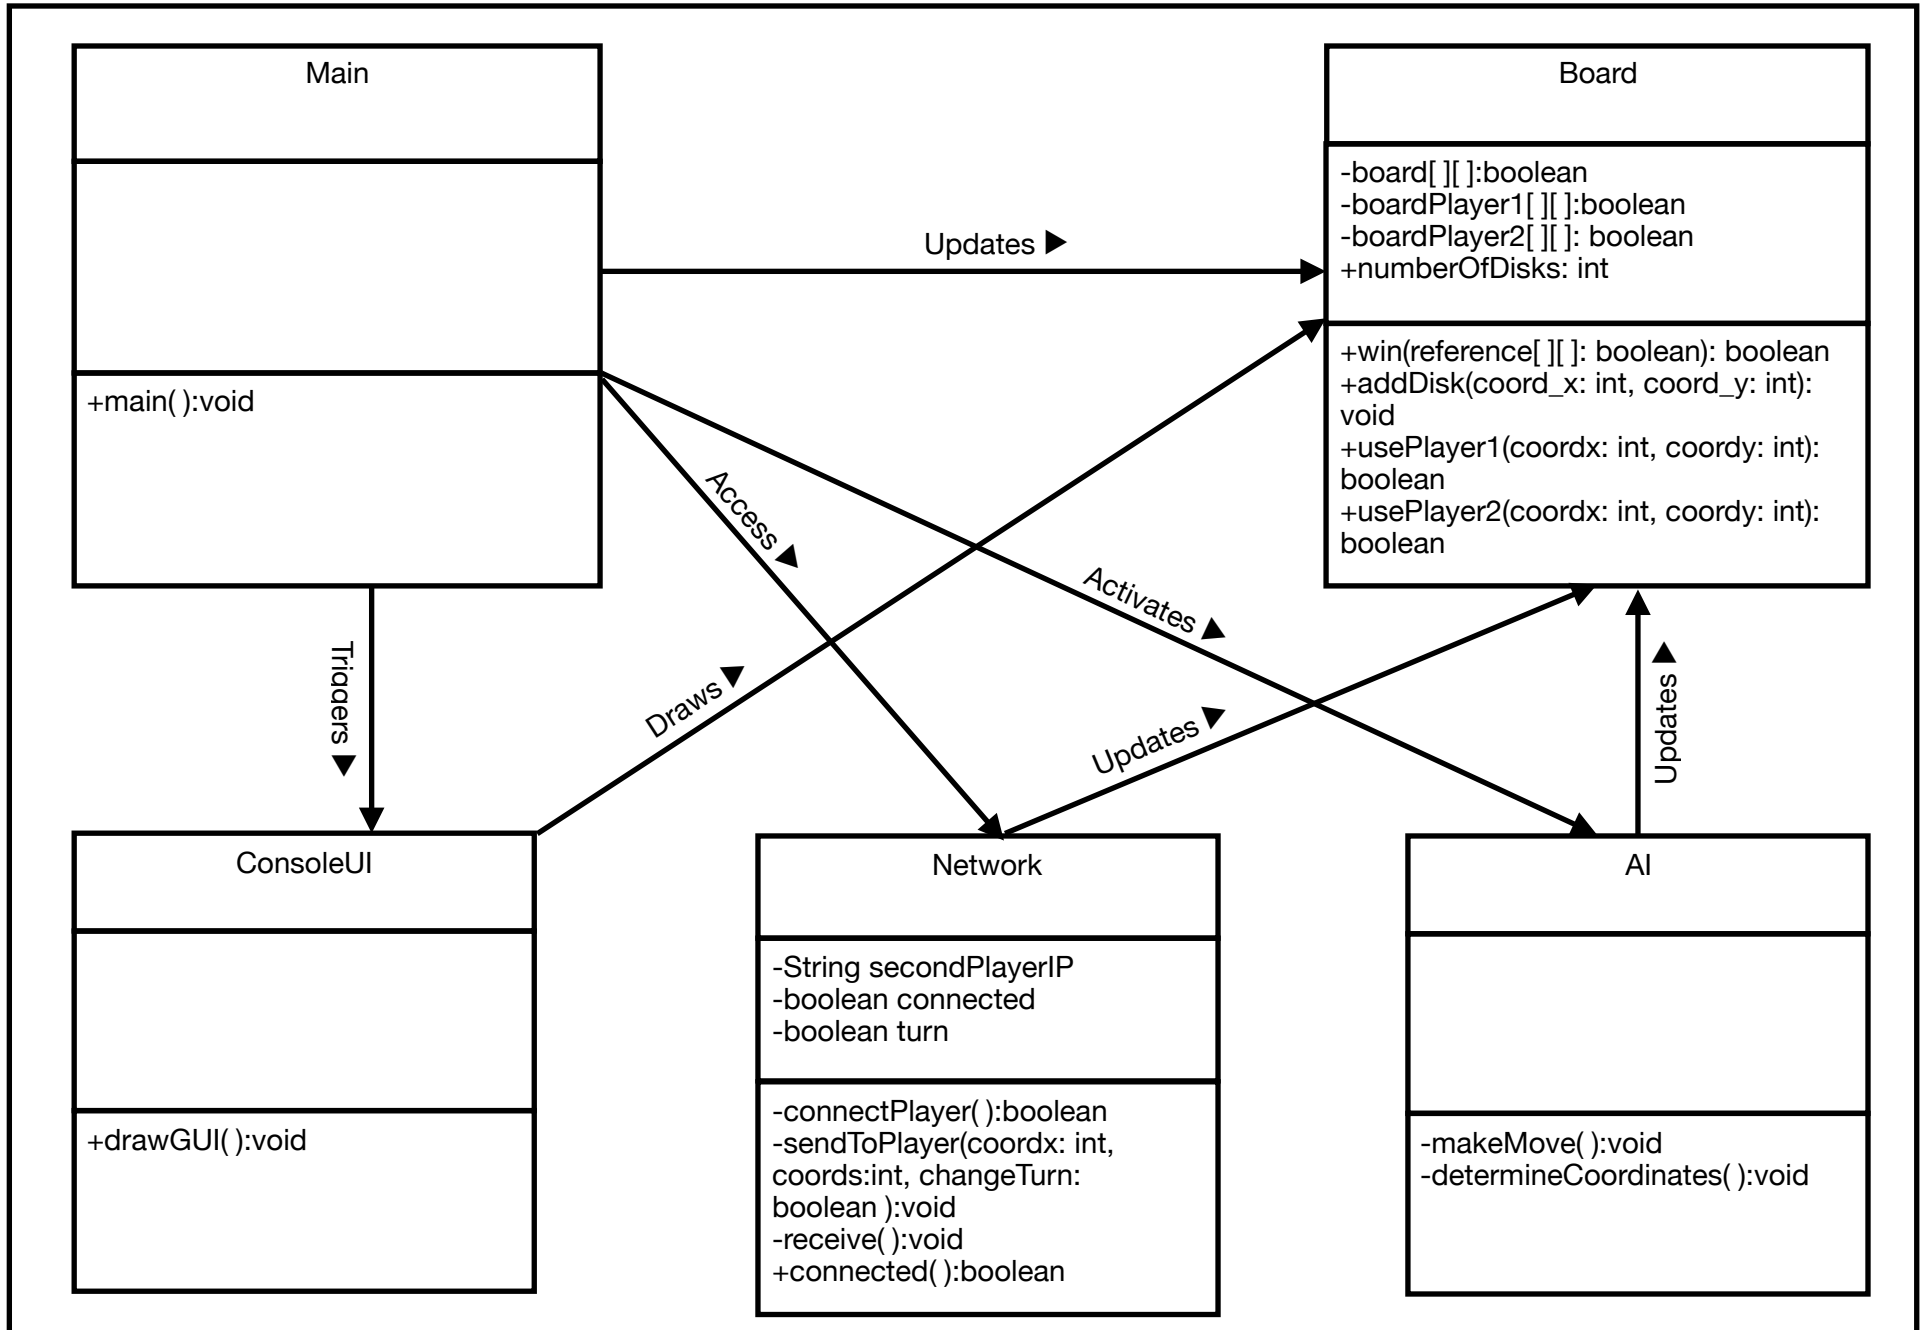 Main
+main( ):void
Board
-board[ ][ ]:boolean
-boardPlayer1[ ][ ]:boolean
-boardPlayer2[ ][ ]: boolean
+numberOfDisks: int
+win(reference[ ][ ]: boolean): boolean
+addDisk(coord_x: int, coord_y: int):
void
+usePlayer1(coordx: int, coordy: int):
boolean
+usePlayer2(coordx: int, coordy: int):
boolean
Updates ▶
Access ▶
Activates ▶
Triggers ▶
Draws ▶
Updates ▶
Updates ▶
ConsoleUI
+drawGUI( ):void
Network
-String secondPlayerIP
-boolean connected
-boolean turn
-connectPlayer( ):boolean
-sendToPlayer(coordx: int,
coords:int, changeTurn:
boolean ):void
-receive( ):void
+connected( ):boolean
AI
-makeMove( ):void
-determineCoordinates( ):void